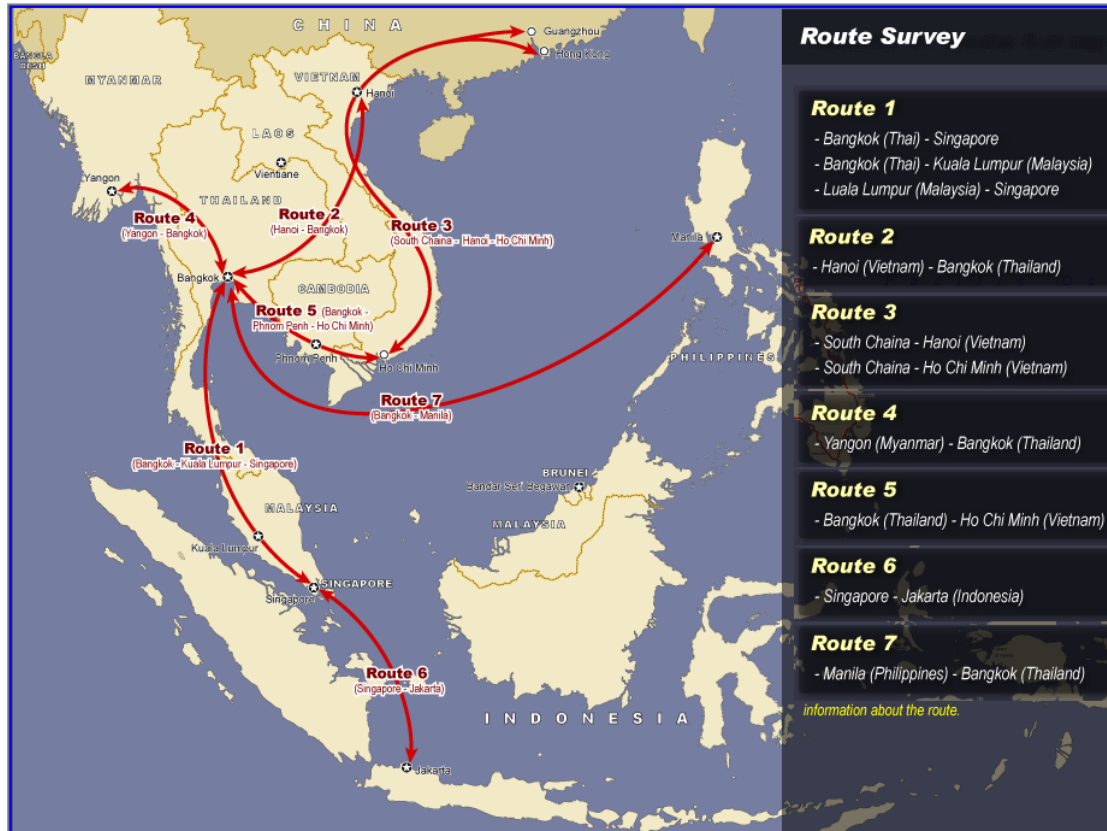 CHINA
Guangzhou
Hong Kong
BANGLA
DESH
MYANMAR
VIETNAM
Hanoi
LAOS
Vientiane
Yangon
THAILAND
Route 4
(Yangon - Bangkok)
Route 2
(Hanoi - Bangkok)
Route 3
(South Chaina - Hanoi - Ho Chi Minh)
Manila
Bangkok
CAMBODIA
Route 5 (Bangkok -
Phnom Penh - Ho Chi Minh)
Phnom Penh
Ho Chi Minh
PHILIPPINES
Route 7
(Bangkok - Manila)
Route 1
(Bangkok - Kuala Lumpur - Singapore)
BRUNEI
Bandar Seri Begawan
MALAYSIA
MALAYSIA
Kuala Lumpur
SINGAPORE
Singapore
Route 6
(Singapore - Jakarta)
INDONESIA
Jakarta
Route Survey
Route 1
- Bangkok (Thai) - Singapore
- Bangkok (Thai) - Kuala Lumpur (Malaysia)
- Luala Lumpur (Malaysia) - Singapore
Route 2
- Hanoi (Vietnam) - Bangkok (Thailand)
Route 3
- South Chaina - Hanoi (Vietnam)
- South Chaina - Ho Chi Minh (Vietnam)
Route 4
- Yangon (Myanmar) - Bangkok (Thailand)
Route 5
- Bangkok (Thailand) - Ho Chi Minh (Vietnam)
Route 6
- Singapore - Jakarta (Indonesia)
Route 7
- Manila (Philippines) - Bangkok (Thailand)
information about the route.